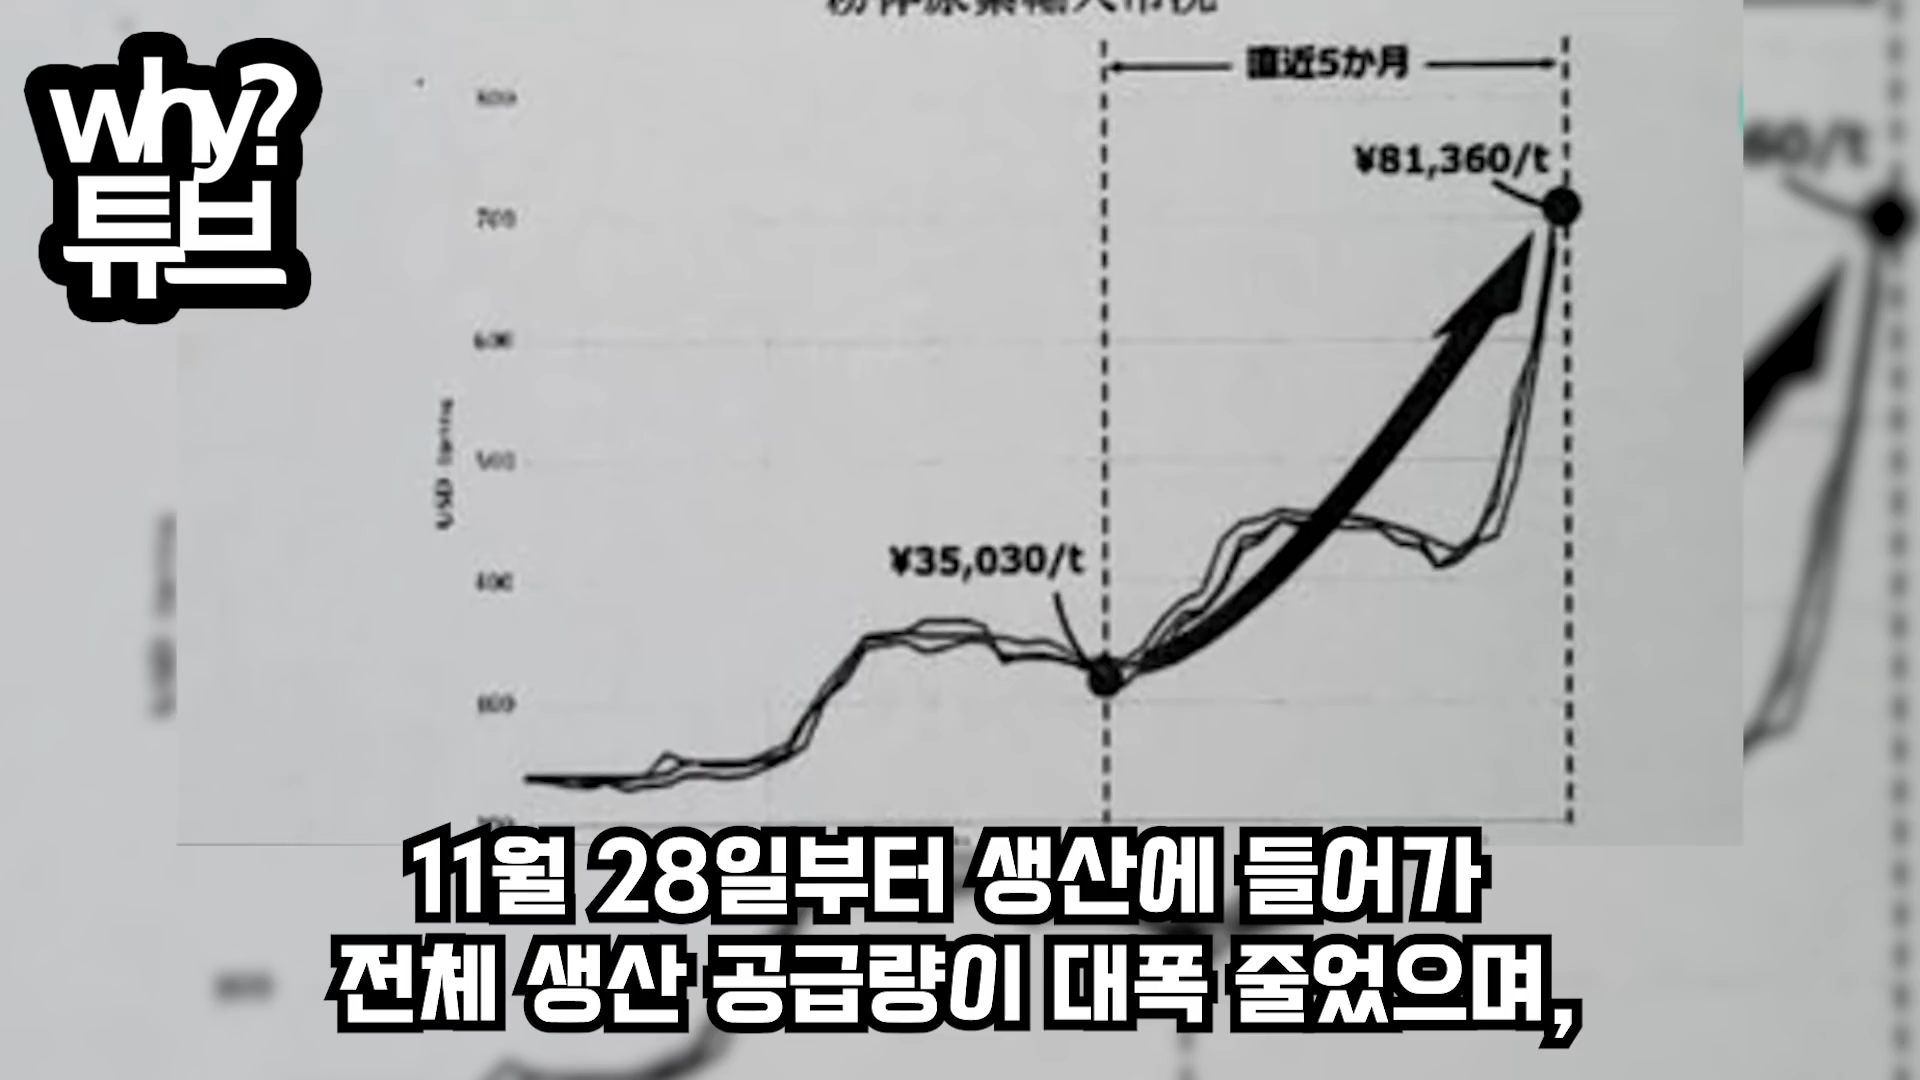 why?
튜브
直近5か月
800
¥81,360/t
700
600
500
¥35,030/t
400
11월 28일부터 생산에 들어가
전체 생산 공급량이 대폭 줄었으며,